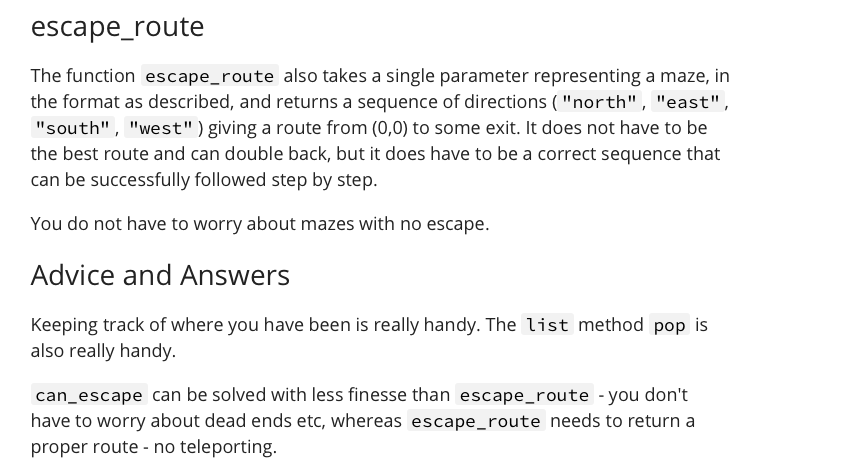 escape_route
The function escape_route also takes a single parameter representing a maze, in
the format as described, and returns a sequence of directions ( "north" , "east" ,
"south" , "west" ) giving a route from (0,0) to some exit. It does not have to be
the best route and can double back, but it does have to be a correct sequence that
can be successfully followed step by step.
You do not have to worry about mazes with no escape.
Advice and Answers
Keeping track of where you have been is really handy. The list method pop is
also really handy.
can_escape can be solved with less finesse than escape_route - you don't
have to worry about dead ends etc, whereas escape_route needs to return a
proper route - no teleporting.